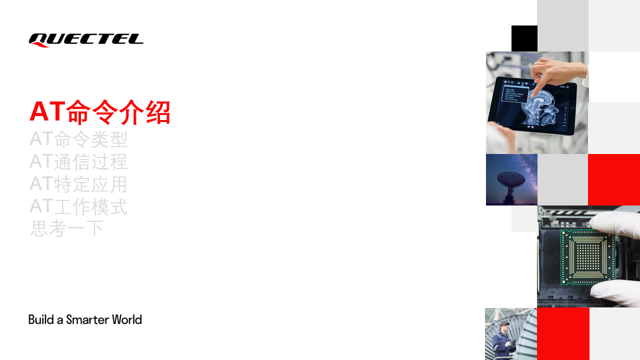 QUECTEL
AT命令介绍
AT命令类型
AT通信过程
AT特定应用
AT工作模式
思考一下
Build a Smarter World